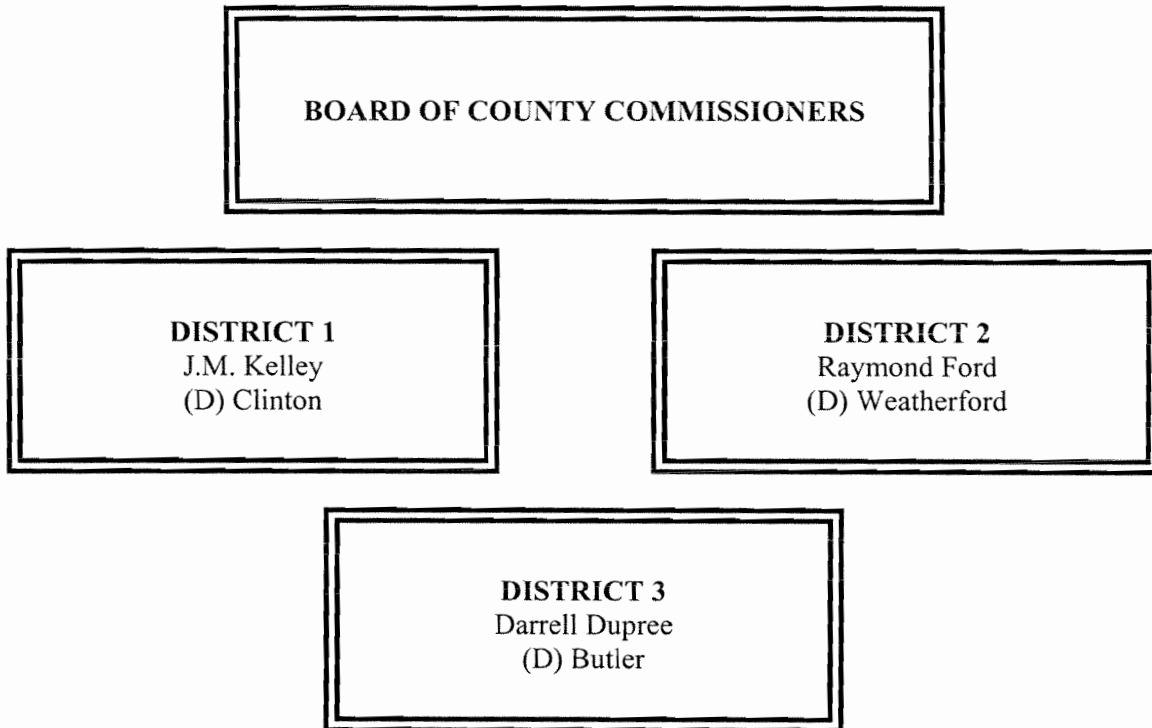 BOARD OF COUNTY COMMISSIONERS
DISTRICT 1
J.M. Kelley
(D) Clinton
DISTRICT 2
Raymond Ford
(D) Weatherford
DISTRICT 3
Darrell Dupree
(D) Butler